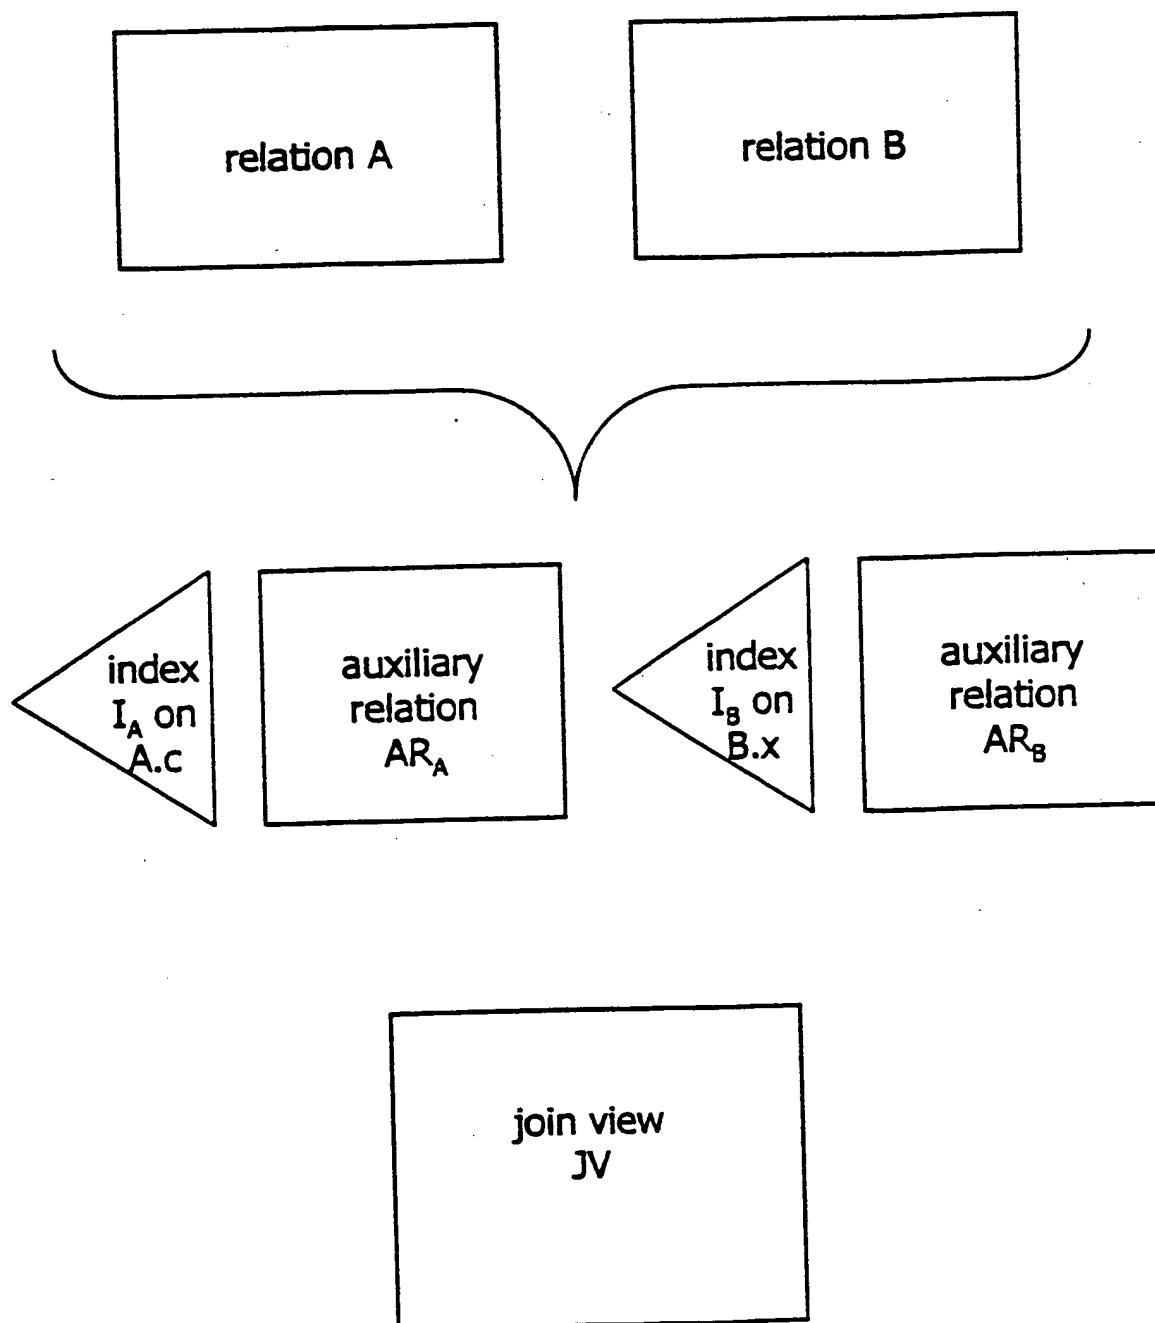 relation A
relation B
index
I_A on
A.c
auxiliary
relation
AR_A
index
I_B on
B.x
auxiliary
relation
AR_B
join view
JV